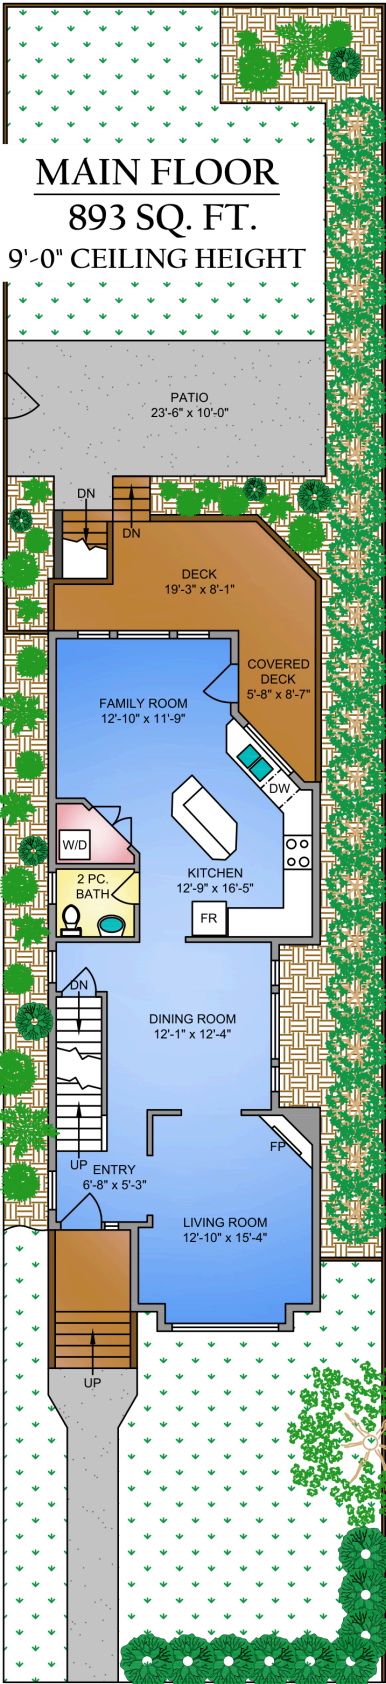 MAIN FLOOR
893 SQ. FT.
9'-0" CEILING HEIGHT
PATIO
23'-6" x 10'-0"
DN
DN
DECK
19'-3" x 8'-1"
COVERED
DECK
5'-8" x 8'-7"
FAMILY ROOM
12'-10" x 11'-9"
DW
W/D
KITCHEN
12'-9" x 16'-5"
2 PC.
BATH
FR
DN
DINING ROOM
12'-1" x 12'-4"
FP
UP
ENTRY
6'-8" x 5'-3"
LIVING ROOM
12'-10" x 15'-4"
UP